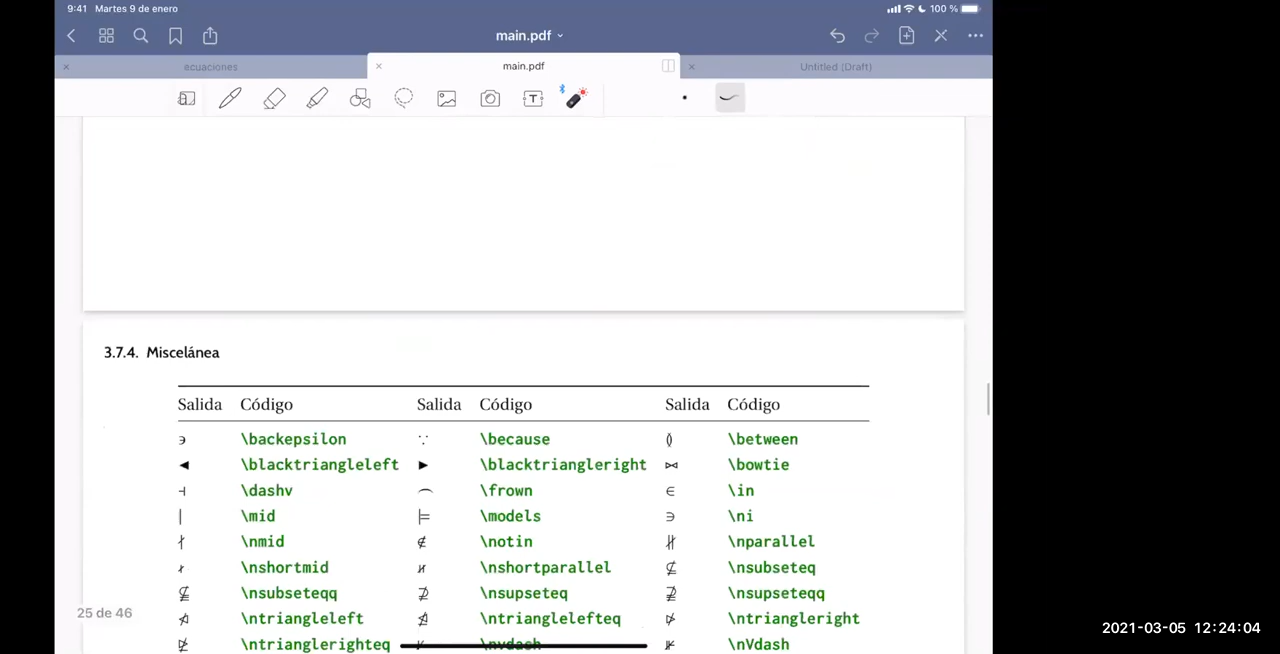 9:41 Martes 9 de enero 100 %
main.pdf
ecuaciones main.pdf Untitled (Draft)
T
3.7.4. Miscelánea
Salida Código Salida Código Salida Código
϶ \backepsilon ∵ \because ≬ \between
◀ \blacktriangleleft ▶ \blacktriangleright ⋈ \bowtie
⊣ \dashv ⌢ \frown ∈ \in
∣ \mid ⊨ \models ∋ \ni
∤ \nmid ∉ \notin ∦ \nparallel
∤ \nshortmid ∦ \nshortparallel ⊈ \nsubseteq
⊈ \nsubseteqq ⊉ \nsupseteq ⊉ \nsupseteqq
⋪ \ntriangleleft ⋬ \ntrianglelefteq ⋫ \ntriangleright
⋭ \ntrianglerighteq ⊬ \nvdash ⊮ \nVdash
25 de 46
2021-03-05 12:24:04